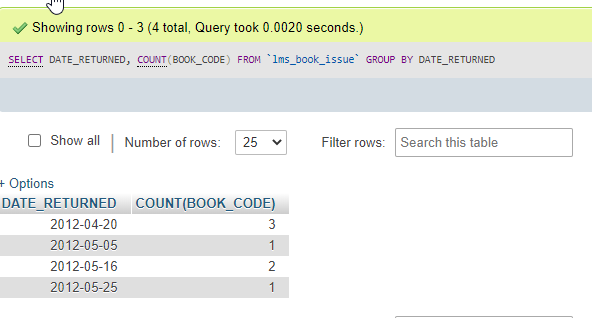 Showing rows 0 - 3 (4 total, Query took 0.0020 seconds.)
SELECT DATE_RETURNED, COUNT(BOOK_CODE) FROM `lms_book_issue` GROUP BY DATE_RETURNED
Show all | Number of rows: 25 Filter rows: Search this table
+ Options
DATE_RETURNED COUNT(BOOK_CODE)
2012-04-20 3
2012-05-05 1
2012-05-16 2
2012-05-25 1